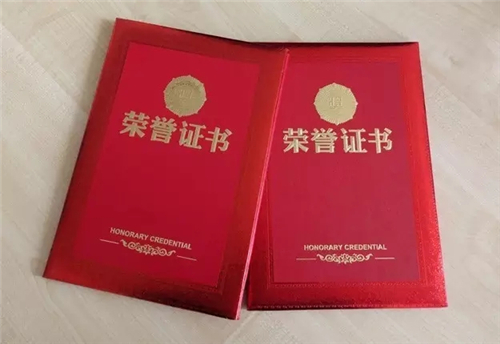 荣誉证书
HONORARY CREDENTIAL
荣誉证书
HONORARY CREDENTIAL